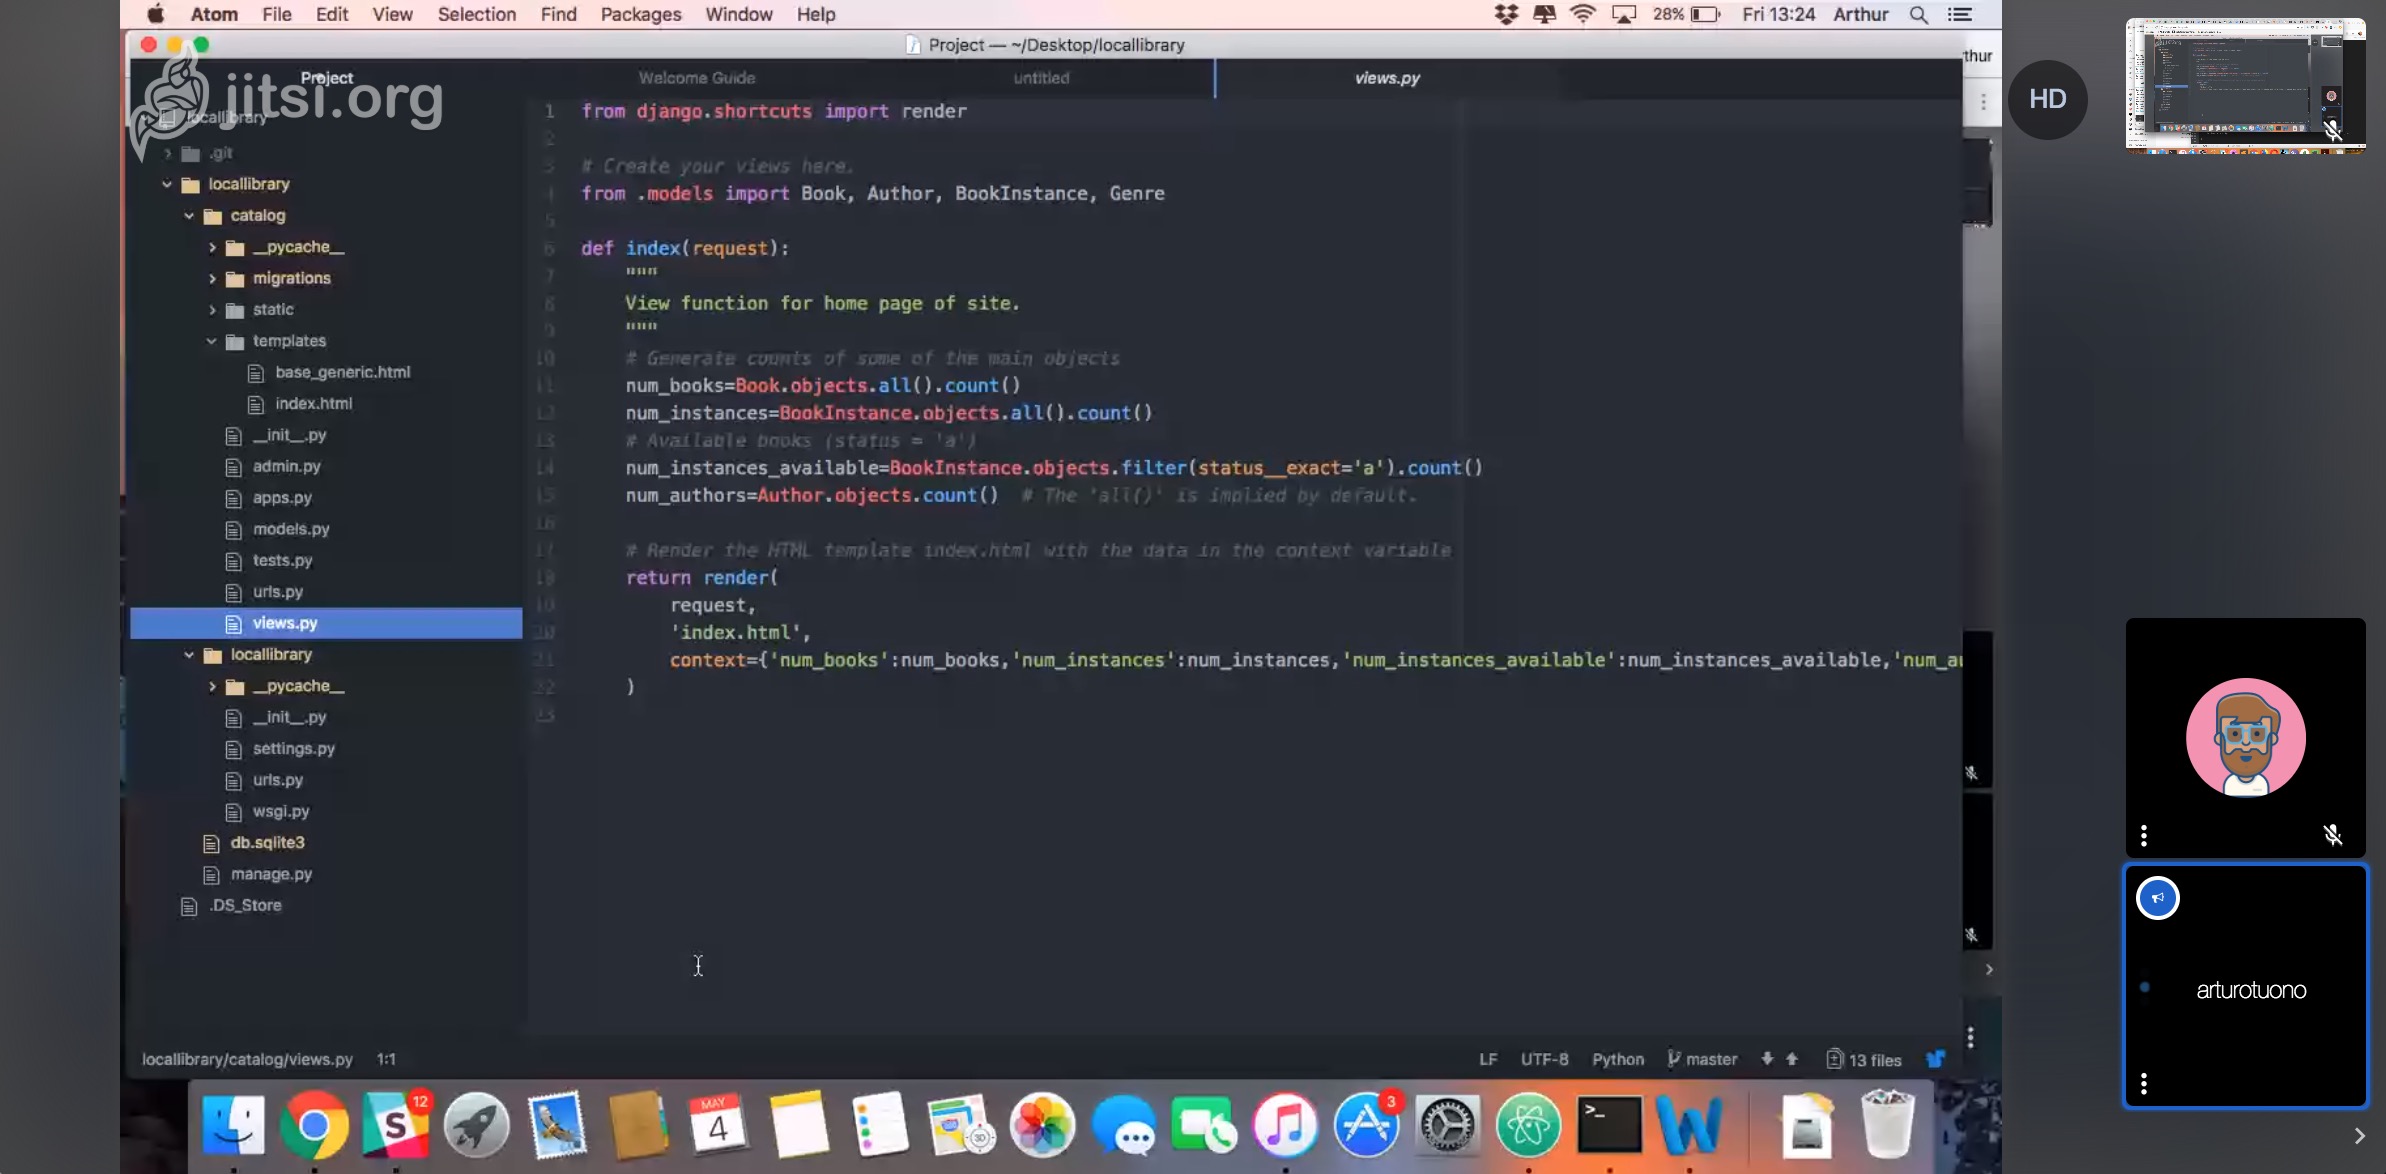 Atom File Edit View Selection Find Packages Window Help 28% Fri 13:24 Arthur
Project — ~/Desktop/locallibrary
thur
jitsi.org
Project
Welcome Guide
untitled
views.py
locallibrary
.git
locallibrary
catalog
__pycache__
migrations
static
templates
base_generic.html
index.html
__init__.py
admin.py
apps.py
models.py
tests.py
urls.py
views.py
locallibrary
__pycache__
__init__.py
settings.py
urls.py
wsgi.py
db.sqlite3
manage.py
.DS_Store
1 from django.shortcuts import render
2
3 # Create your views here.
4 from .models import Book, Author, BookInstance, Genre
5
6 def index(request):
7 """
8 View function for home page of site.
9 """
10 # Generate counts of some of the main objects
11 num_books=Book.objects.all().count()
12 num_instances=BookInstance.objects.all().count()
13 # Available books (status = 'a')
14 num_instances_available=BookInstance.objects.filter(status__exact='a').count()
15 num_authors=Author.objects.count() # The 'all()' is implied by default.
16
17 # Render the HTML template index.html with the data in the context variable
18 return render(
19 request,
20 'index.html',
21 context={'num_books':num_books,'num_instances':num_instances,'num_instances_available':num_instances_available,'num_au
22 )
23
locallibrary/catalog/views.py 1:1 LF UTF-8 Python master 13 files
12
MAY
4
3
HD
arturotuono